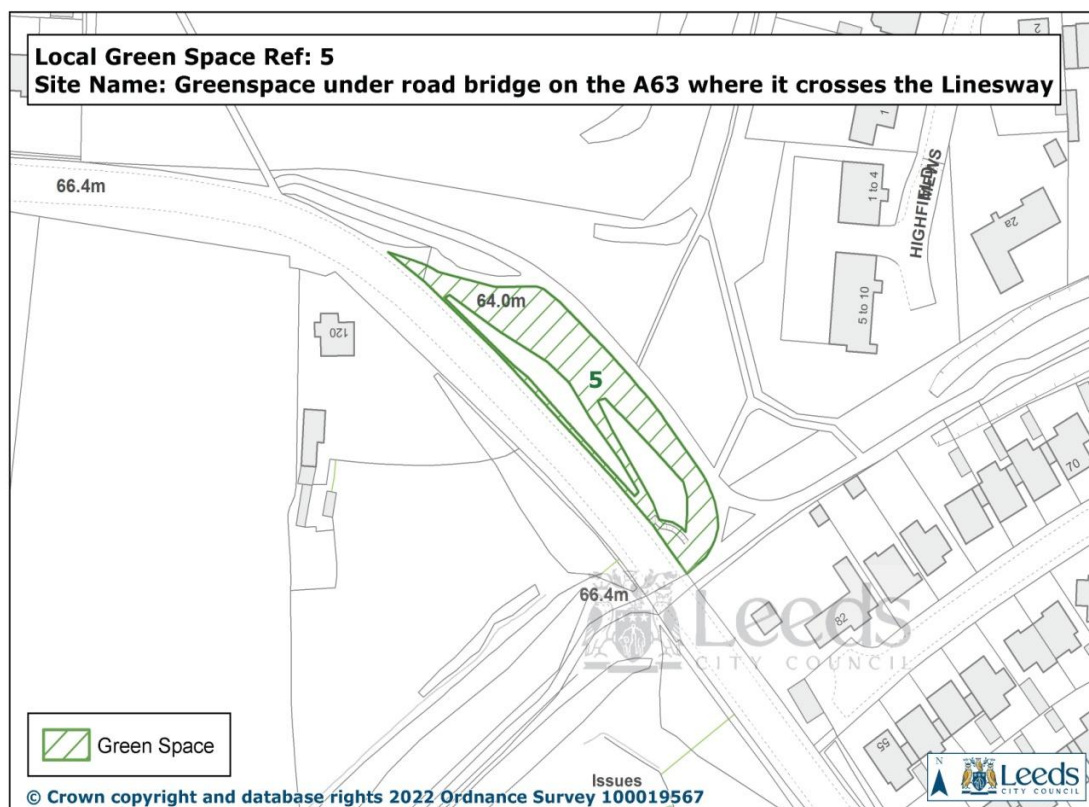 Local Green Space Ref: 5
Site Name: Greenspace under road bridge on the A63 where it crosses the Linesway
2
1
66.4m
1 to 4
HIGHFIELD
MEWS
2a
64.0m
5 to 10
120
5
70
66.4m
82
Leeds
CITY COUNCIL
55
Green Space
Issues
N
Leeds
CITY COUNCIL
© Crown copyright and database rights 2022 Ordnance Survey 100019567